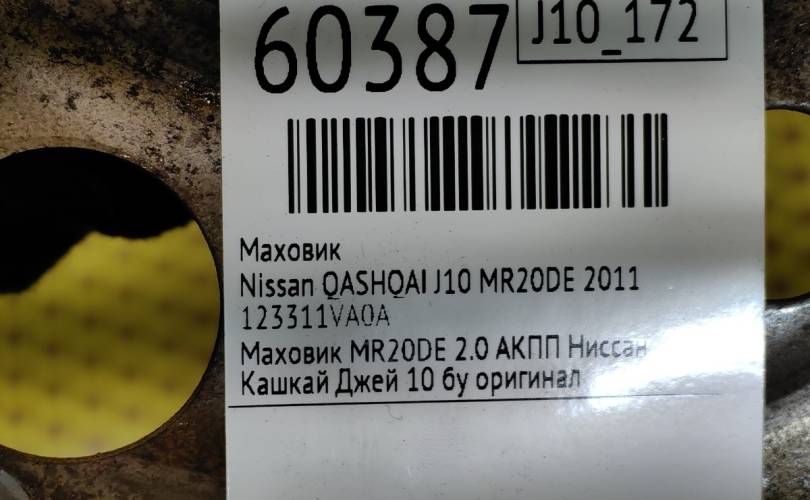 60387
J10_172
Маховик
Nissan QASHQAI J10 MR20DE 2011
123311VA0A
Маховик MR20DE 2.0 АКПП Ниссан
Кашкай Джей 10 бу оригинал